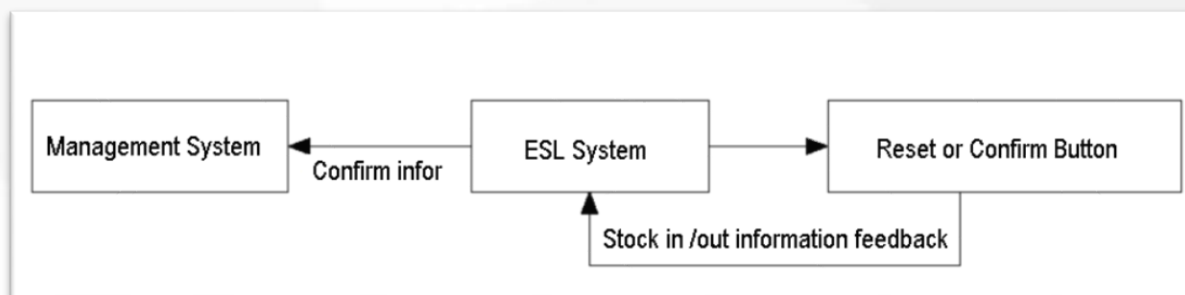 Management System
Confirm infor
ESL System
Reset or Confirm Button
Stock in /out information feedback